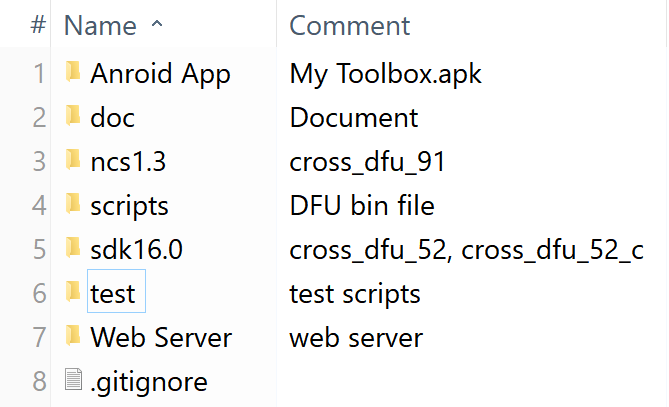 # Name Comment
1 Anroid App My Toolbox.apk
2 doc Document
3 ncs1.3 cross_dfu_91
4 scripts DFU bin file
5 sdk16.0 cross_dfu_52, cross_dfu_52_c
6 test test scripts
7 Web Server web server
8 .gitignore